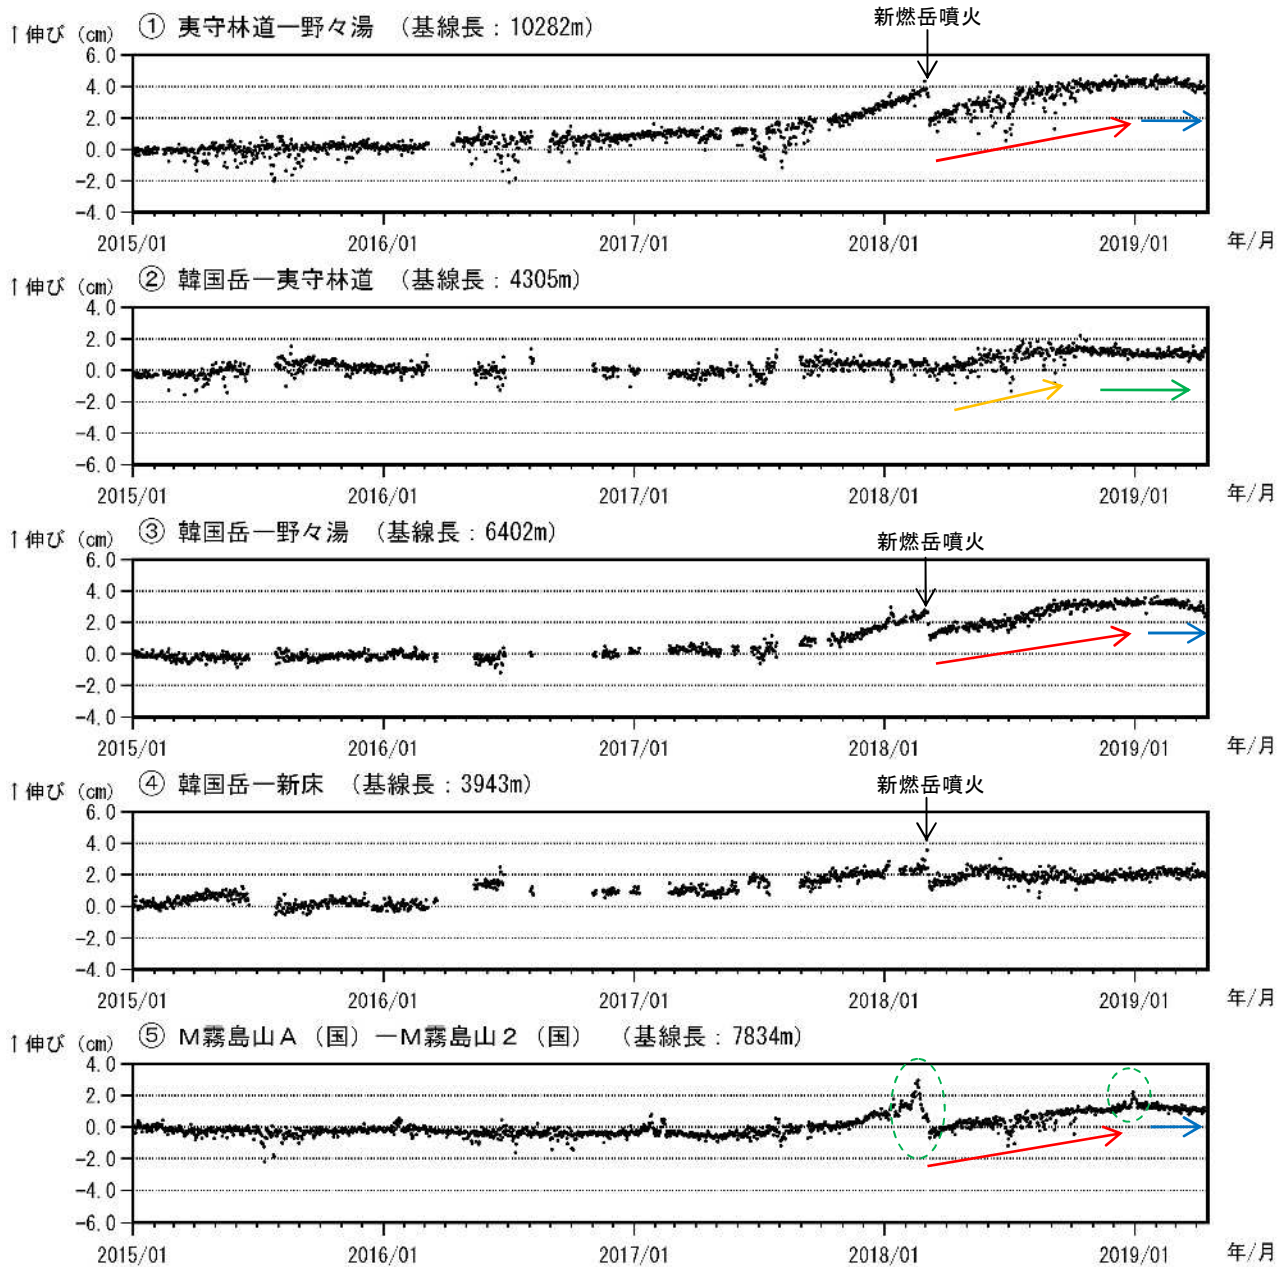 新燃岳噴火
↑伸び (cm) ① 夷守林道ー野々湯 (基線長：10282m)
6.0
4.0
2.0
0.0
-2.0
-4.0
2015/01 2016/01 2017/01 2018/01 2019/01 年/月
↑伸び (cm) ② 韓国岳ー夷守林道 (基線長：4305m)
4.0
2.0
0.0
-2.0
-4.0
-6.0
2015/01 2016/01 2017/01 2018/01 2019/01 年/月
↑伸び (cm) ③ 韓国岳ー野々湯 (基線長：6402m)
新燃岳噴火
6.0
4.0
2.0
0.0
-2.0
-4.0
2015/01 2016/01 2017/01 2018/01 2019/01 年/月
↑伸び (cm) ④ 韓国岳ー新床 (基線長：3943m)
新燃岳噴火
6.0
4.0
2.0
0.0
-2.0
-4.0
2015/01 2016/01 2017/01 2018/01 2019/01 年/月
↑伸び (cm) ⑤ M霧島山A (国) ーM霧島山2 (国) (基線長：7834m)
4.0
2.0
0.0
-2.0
-4.0
-6.0
2015/01 2016/01 2017/01 2018/01 2019/01 年/月